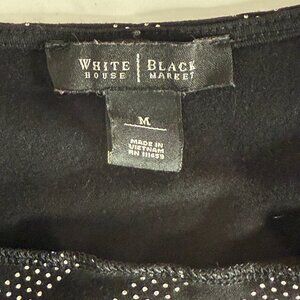 WHITE | BLACK
HOUSE | MARKET
M
MADE IN
VIETNAM
RN 111659